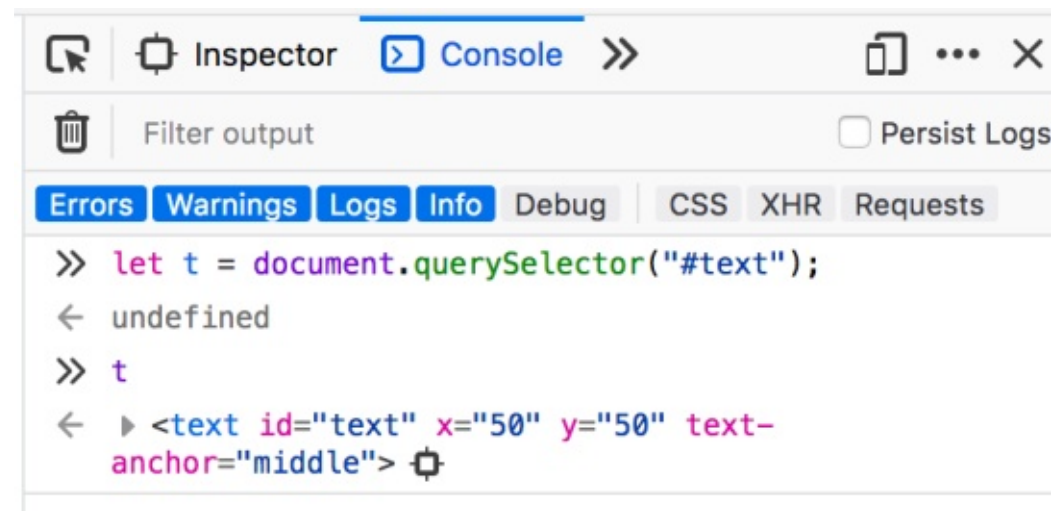 Inspector Console
Filter output Persist Logs
Errors Warnings Logs Info Debug CSS XHR Requests
let t = document.querySelector("#text");
undefined
t
<text id="text" x="50" y="50" text-
anchor="middle">